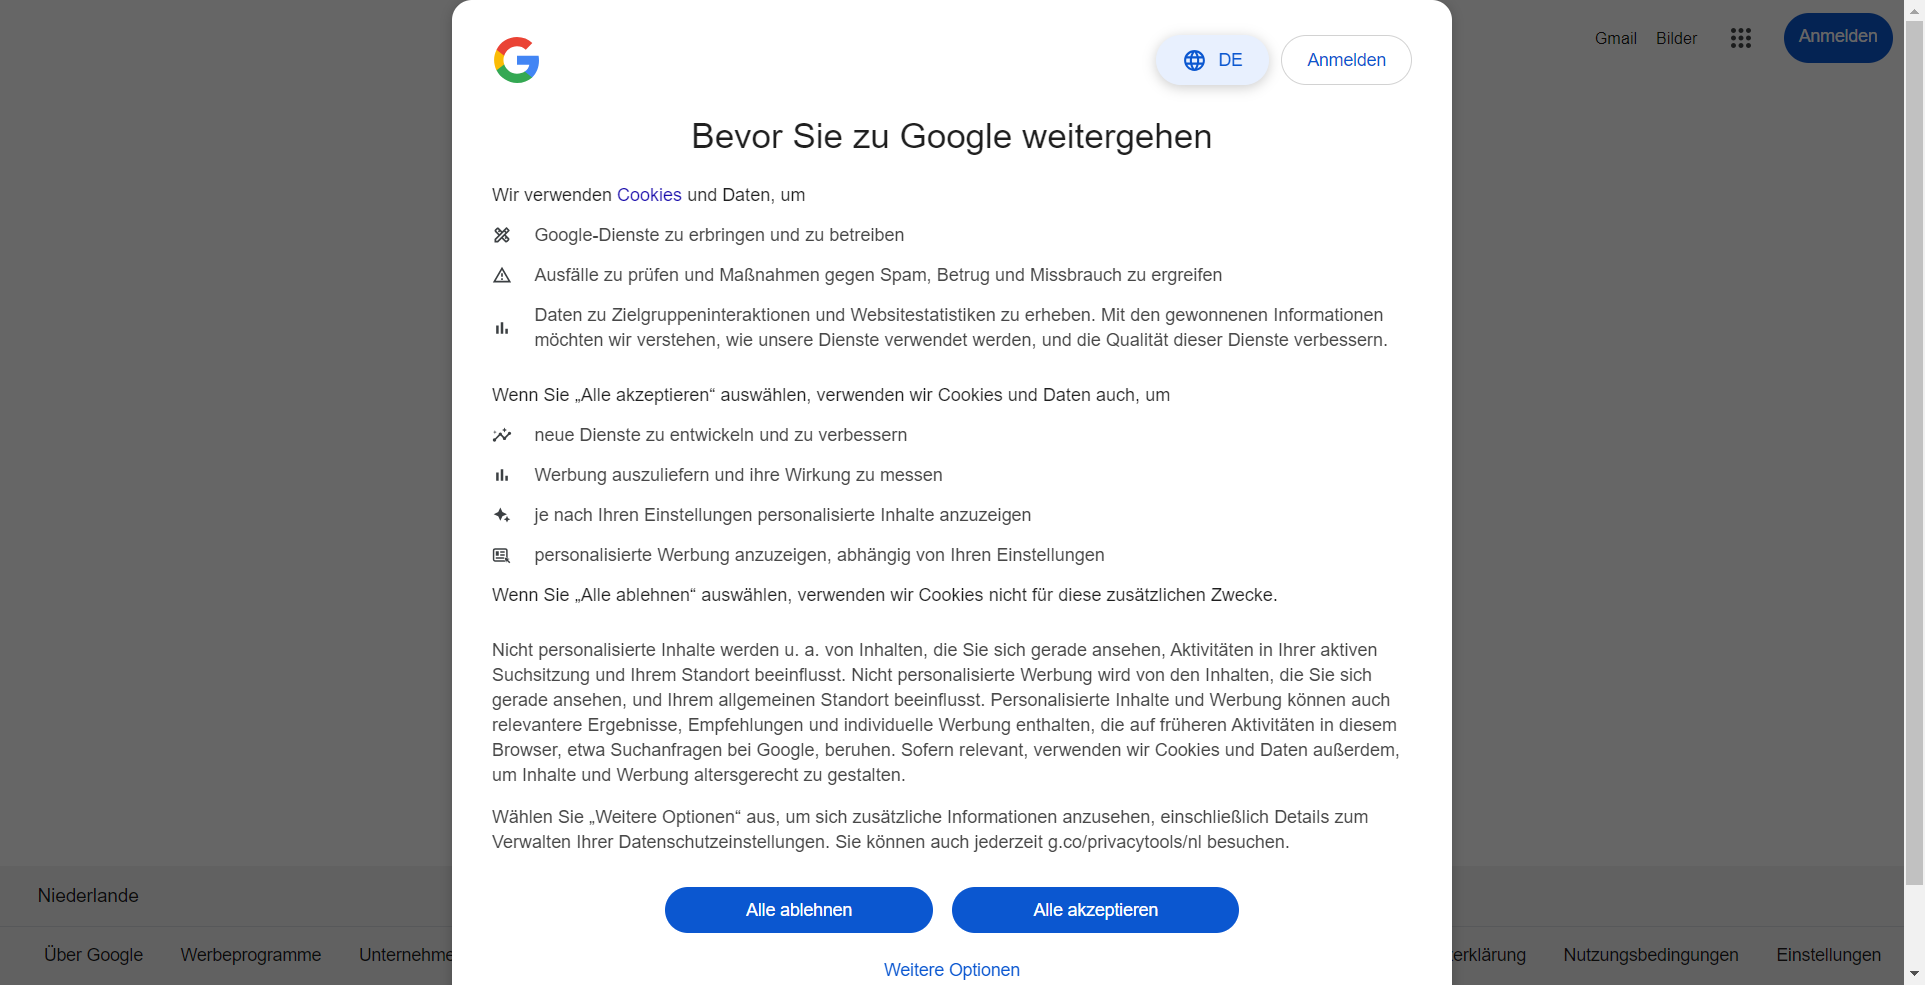 Gmail
Bilder
Anmelden
DE
Anmelden
Bevor Sie zu Google weitergehen
Wir verwenden Cookies und Daten, um
Google-Dienste zu erbringen und zu betreiben
Ausfälle zu prüfen und Maßnahmen gegen Spam, Betrug und Missbrauch zu ergreifen
Daten zu Zielgruppeninteraktionen und Websitestatistiken zu erheben. Mit den gewonnenen Informationen
möchten wir verstehen, wie unsere Dienste verwendet werden, und die Qualität dieser Dienste verbessern.
Wenn Sie „Alle akzeptieren“ auswählen, verwenden wir Cookies und Daten auch, um
neue Dienste zu entwickeln und zu verbessern
Werbung auszuliefern und ihre Wirkung zu messen
je nach Ihren Einstellungen personalisierte Inhalte anzuzeigen
personalisierte Werbung anzuzeigen, abhängig von Ihren Einstellungen
Wenn Sie „Alle ablehnen“ auswählen, verwenden wir Cookies nicht für diese zusätzlichen Zwecke.
Nicht personalisierte Inhalte werden u. a. von Inhalten, die Sie sich gerade ansehen, Aktivitäten in Ihrer aktiven
Suchsitzung und Ihrem Standort beeinflusst. Nicht personalisierte Werbung wird von den Inhalten, die Sie sich
gerade ansehen, und Ihrem allgemeinen Standort beeinflusst. Personalisierte Inhalte und Werbung können auch
relevantere Ergebnisse, Empfehlungen und individuelle Werbung enthalten, die auf früheren Aktivitäten in diesem
Browser, etwa Suchanfragen bei Google, beruhen. Sofern relevant, verwenden wir Cookies und Daten außerdem,
um Inhalte und Werbung altersgerecht zu gestalten.
Wählen Sie „Weitere Optionen“ aus, um sich zusätzliche Informationen anzusehen, einschließlich Details zum
Verwalten Ihrer Datenschutzeinstellungen. Sie können auch jederzeit g.co/privacytools/nl besuchen.
Alle ablehnen
Alle akzeptieren
Weitere Optionen
Niederlande
Über Google
Werbeprogramme
Unternehme
erklärung
Nutzungsbedingungen
Einstellungen